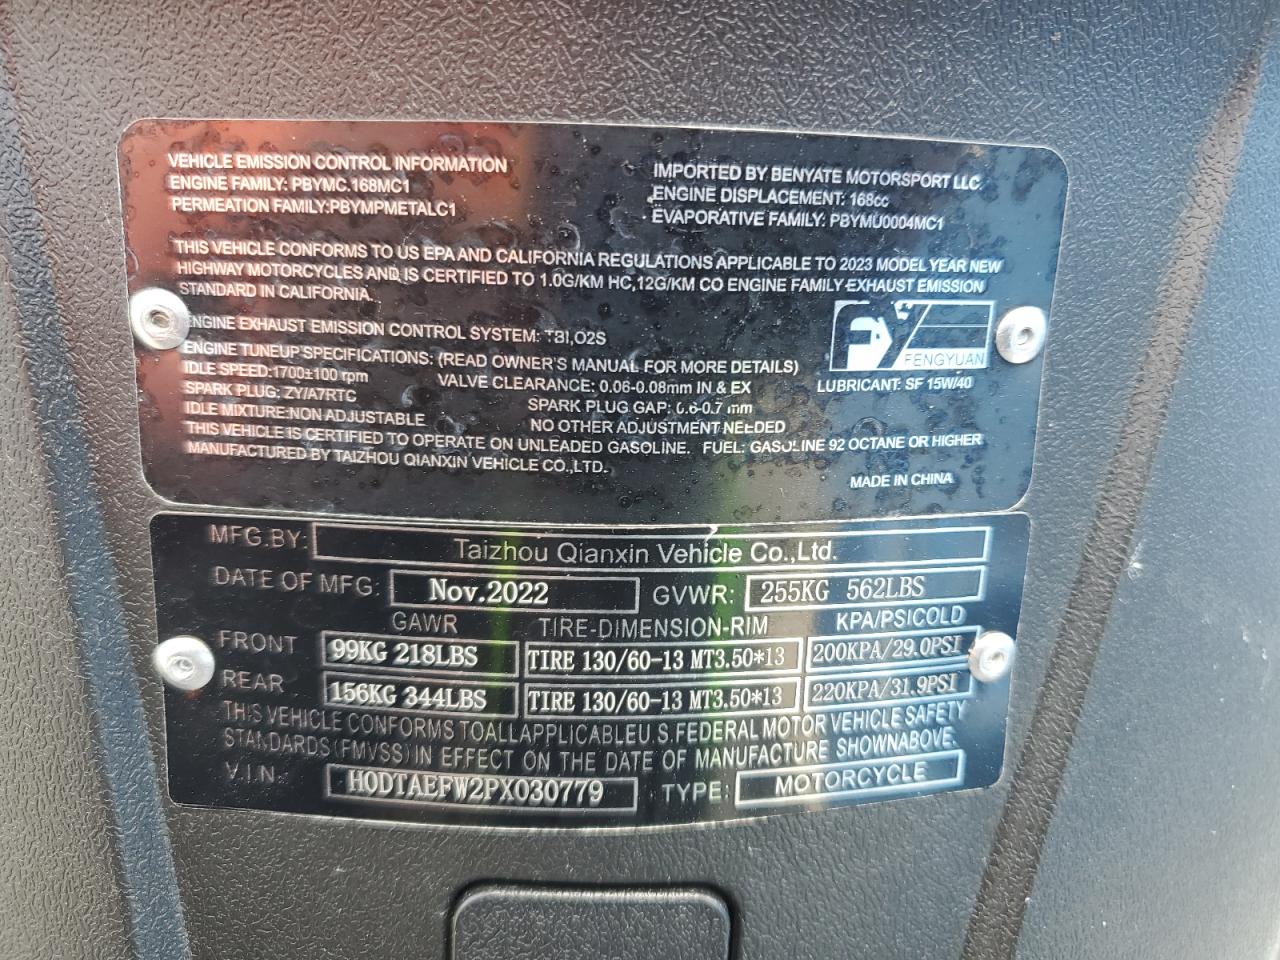 VEHICLE EMISSION CONTROL INFORMATION
ENGINE FAMILY: PBYMC.168MC1
PERMEATION FAMILY:PBYMPMETALC1
IMPORTED BY BENYATE MOTORSPORT LLC.
ENGINE DISPLACEMENT: 168cc
EVAPORATIVE FAMILY: PBYMU0004MC1
THIS VEHICLE CONFORMS TO US EPA AND CALIFORNIA REGULATIONS APPLICABLE TO 2023 MODEL YEAR NEW
HIGHWAY MOTORCYCLES AND IS CERTIFIED TO 1.0G/KM HC,12G/KM CO ENGINE FAMILY EXHAUST EMISSION
STANDARD IN CALIFORNIA.
ENGINE EXHAUST EMISSION CONTROL SYSTEM: TBI,O2S
ENGINE TUNEUP SPECIFICATIONS: (READ OWNER'S MANUAL FOR MORE DETAILS)
IDLE SPEED:1700±100 rpm VALVE CLEARANCE: 0.06-0.08mm IN & EX
SPARK PLUG: ZY/A7RTC SPARK PLUG GAP: 0.6-0.7 mm
IDLE MIXTURE:NON ADJUSTABLE NO OTHER ADJUSTMENT NEEDED
FENGYUAN
LUBRICANT: SF 15W/40
THIS VEHICLE IS CERTIFIED TO OPERATE ON UNLEADED GASOLINE. FUEL: GASOLINE 92 OCTANE OR HIGHER
MANUFACTURED BY TAIZHOU QIANXIN VEHICLE CO.,LTD.
MADE IN CHINA
MFG.BY: Taizhou Qianxin Vehicle Co.,Ltd.
DATE OF MFG: Nov.2022 GVWR: 255KG 562LBS
GAWR TIRE-DIMENSION-RIM KPA/PSICOLD
FRONT 99KG 218LBS TIRE 130/60-13 MT3.50*13 200KPA/29.0PSI
REAR 156KG 344LBS TIRE 130/60-13 MT3.50*13 220KPA/31.9PSI
THIS VEHICLE CONFORMS TOALLAPPLICABLEU.S.FEDERAL MOTOR VEHICLE SAFETY
STANDARDS (FMVSS) IN EFFECT ON THE DATE OF MANUFACTURE SHOWNABOVE.
V.I.N.: H0DTAEFW2PX030779 TYPE: MOTORCYCLE